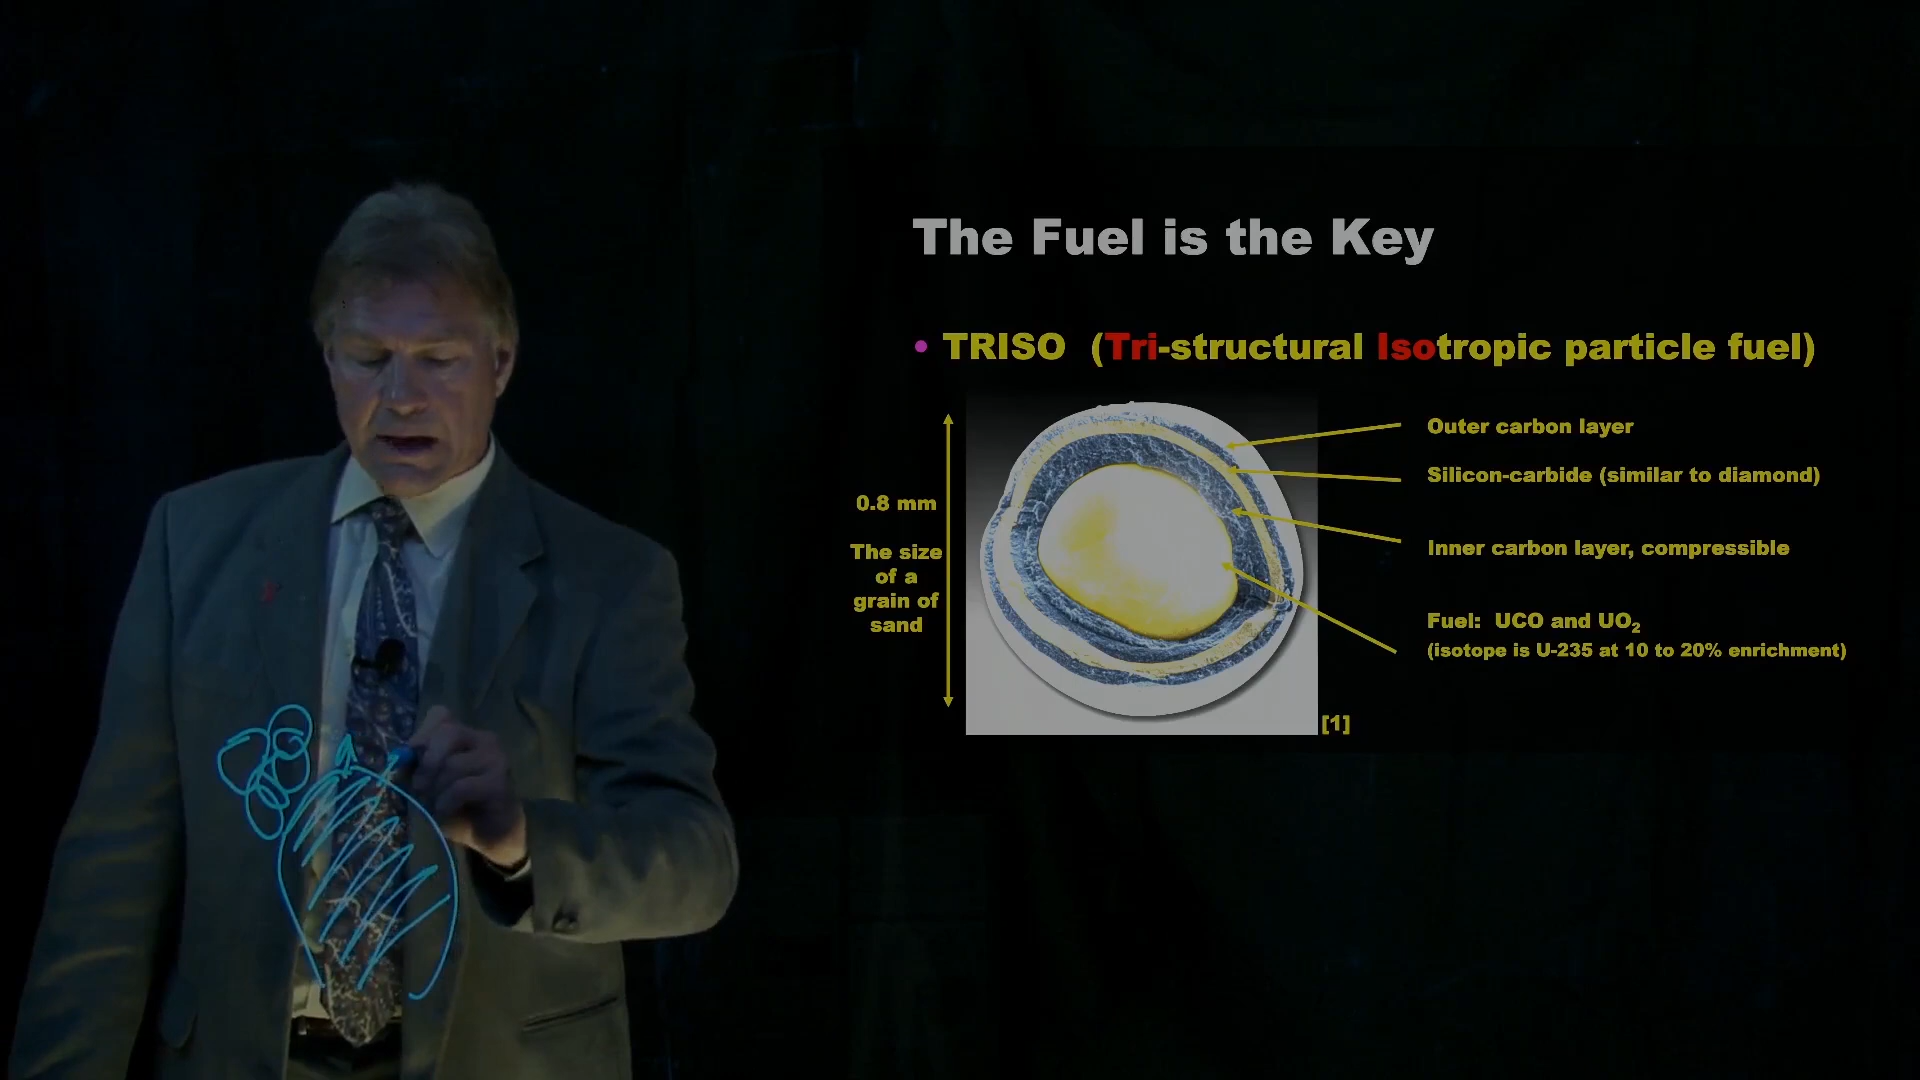 The Fuel is the Key
• TRISO (Tri-structural Isotropic particle fuel)
Outer carbon layer
Silicon-carbide (similar to diamond)
0.8 mm
Inner carbon layer, compressible
The size
of a
grain of
sand
Fuel: UCO and UO₂
(isotope is U-235 at 10 to 20% enrichment)
[1]